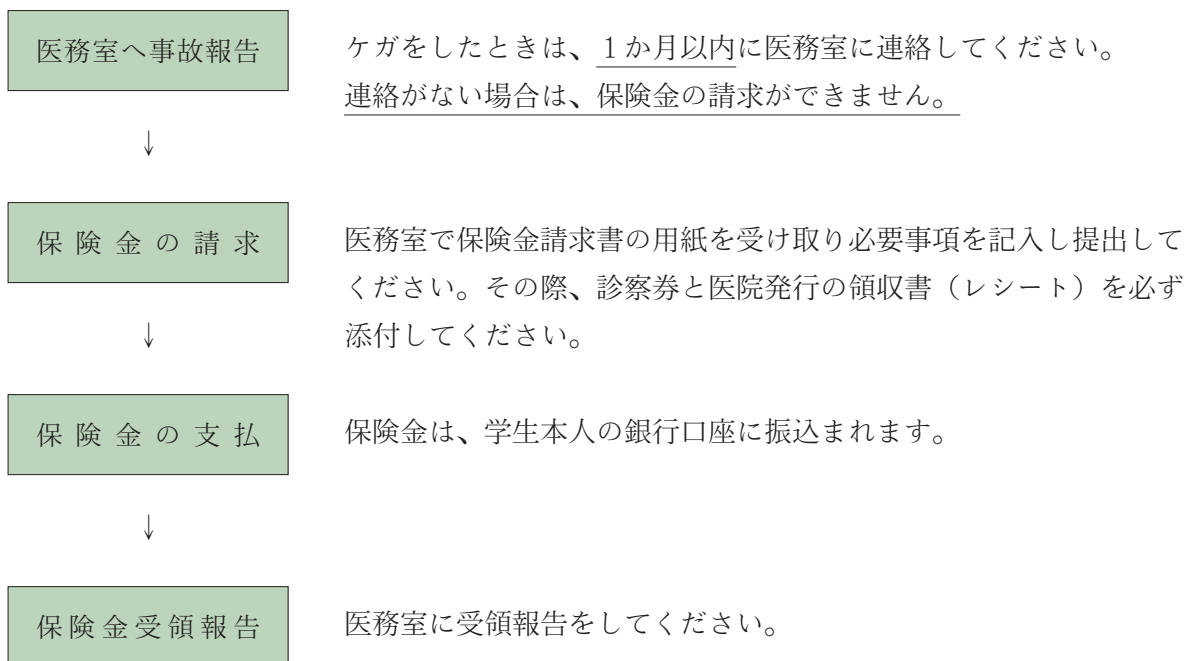 医務室へ事故報告
ケガをしたときは、１か月以内に医務室に連絡してください。
連絡がない場合は、保険金の請求ができません。
↓
保険金の請求
医務室で保険金請求書の用紙を受け取り必要事項を記入し提出して
ください。その際、診察券と医院発行の領収書（レシート）を必ず
添付してください。
↓
保険金の支払
保険金は、学生本人の銀行口座に振込まれます。
↓
保険金受領報告
医務室に受領報告をしてください。